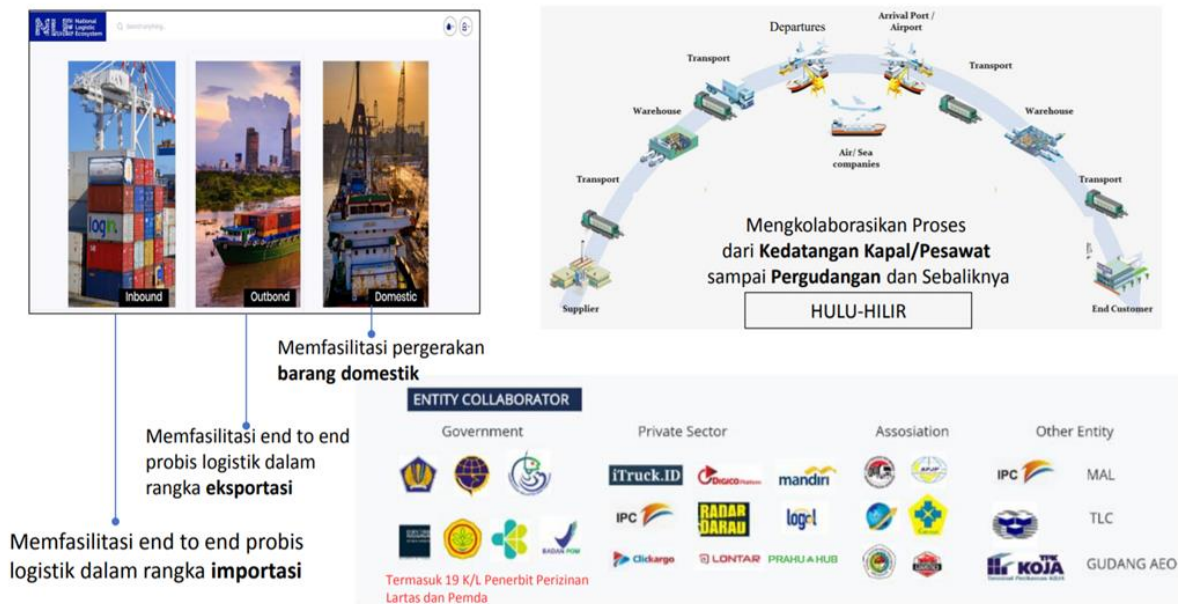 National
Logistic
Ecosystem
Inbound
Outbond
Domestic
Memfasilitasi pergerakan
barang domestik
Memfasilitasi end to end
probis logistik dalam
rangka eksportasi
Memfasilitasi end to end probis
logistik dalam rangka importasi
Departures
Arrival Port /
Airport
Transport
Transport
Warehouse
Warehouse
Air/ Sea
companies
Transport
Transport
Supplier
End Customer
Mengkolaborasikan Proses
dari Kedatangan Kapal/Pesawat
sampai Pergudangan dan Sebaliknya
HULU-HILIR
ENTITY COLLABORATOR
Government
Private Sector
Assosiation
Other Entity
iTruck.ID
mandiri
IPC
MAL
IPC
RADAR
DARAU
logol
TLC
BADAN POM
Clickargo
LONTAR
PRAHU HUB
TPK
KOJA
GUDANG AEO
Termasuk 19 K/L Penerbit Perizinan
Lartas dan Pemda